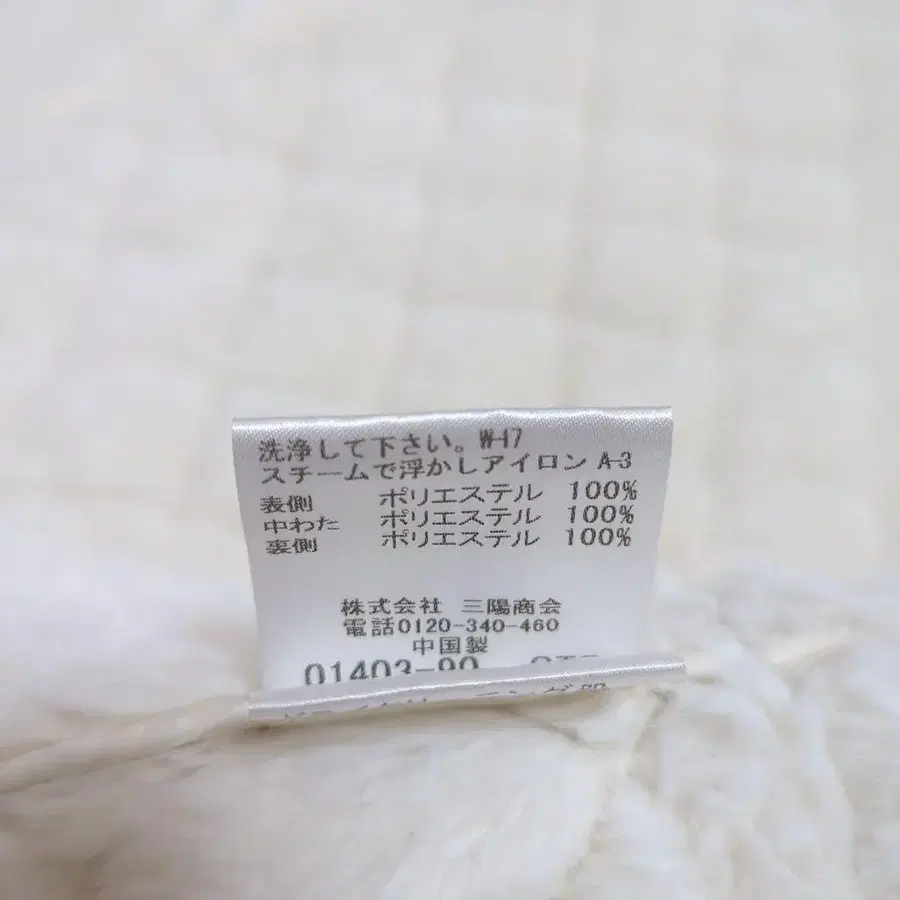 洗浄して下さい。W-17
スチームで浮かしアイロン A-3
表側 ポリエステル 100%
中わた ポリエステル 100%
裏側 ポリエステル 100%
株式会社 三陽商会
電話0120-340-460
中国製
01403-90